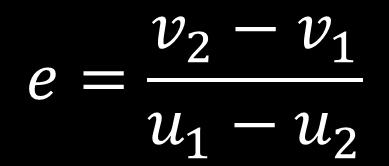 e = (v₂ − v₁) / (u₁ − u₂)